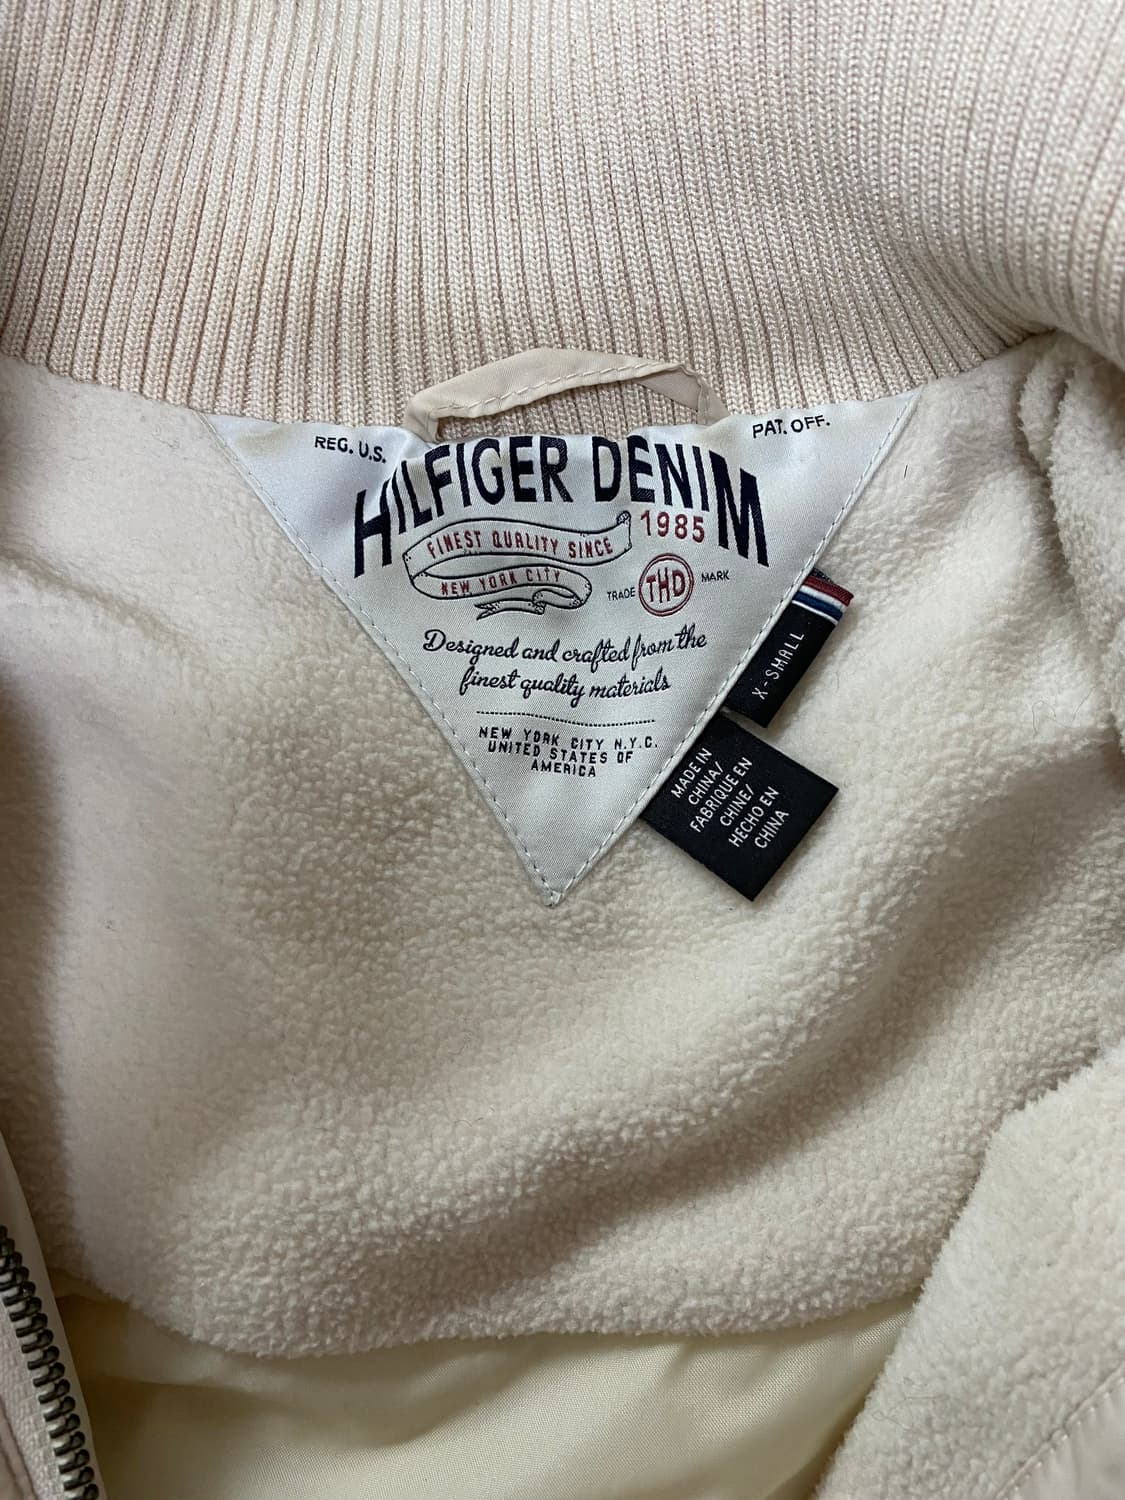 REG. U.S.
PAT. OFF.
HILFIGER DENIM
FINEST QUALITY SINCE
1985
NEW YORK CITY
TRADE
THD
MARK
Designed and crafted from the
finest quality materials
NEW YORK CITY N.Y.C.
UNITED STATES OF
AMERICA
X-SMALL
MADE IN
CHINA/
FABRIQUE EN
CHINE/
HECHO EN
CHINA